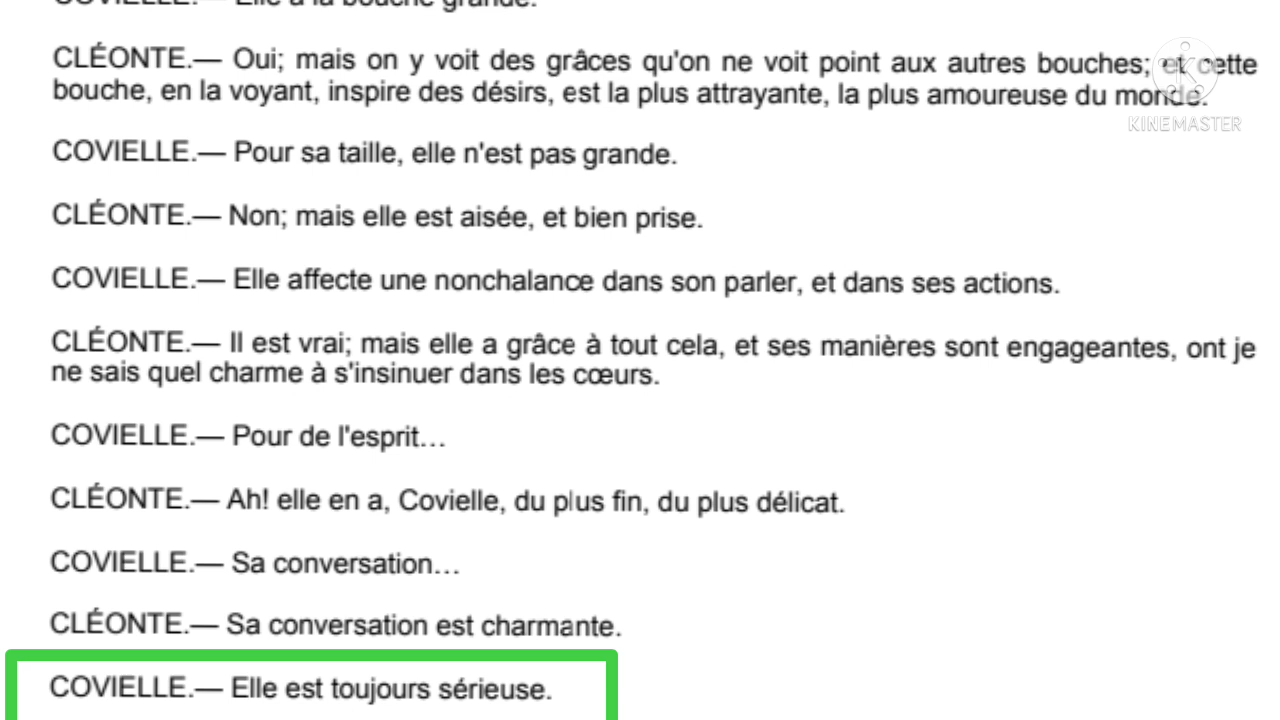 COVIELLE.— Elle a la bouche grande.
CLÉONTE.— Oui; mais on y voit des grâces qu'on ne voit point aux autres bouches; et cette
bouche, en la voyant, inspire des désirs, est la plus attrayante, la plus amoureuse du monde.
KINEMASTER
COVIELLE.— Pour sa taille, elle n'est pas grande.
CLÉONTE.— Non; mais elle est aisée, et bien prise.
COVIELLE.— Elle affecte une nonchalance dans son parler, et dans ses actions.
CLÉONTE.— Il est vrai; mais elle a grâce à tout cela, et ses manières sont engageantes, ont je
ne sais quel charme à s'insinuer dans les cœurs.
COVIELLE.— Pour de l'esprit…
CLÉONTE.— Ah! elle en a, Covielle, du plus fin, du plus délicat.
COVIELLE.— Sa conversation…
CLÉONTE.— Sa conversation est charmante.
COVIELLE.— Elle est toujours sérieuse.